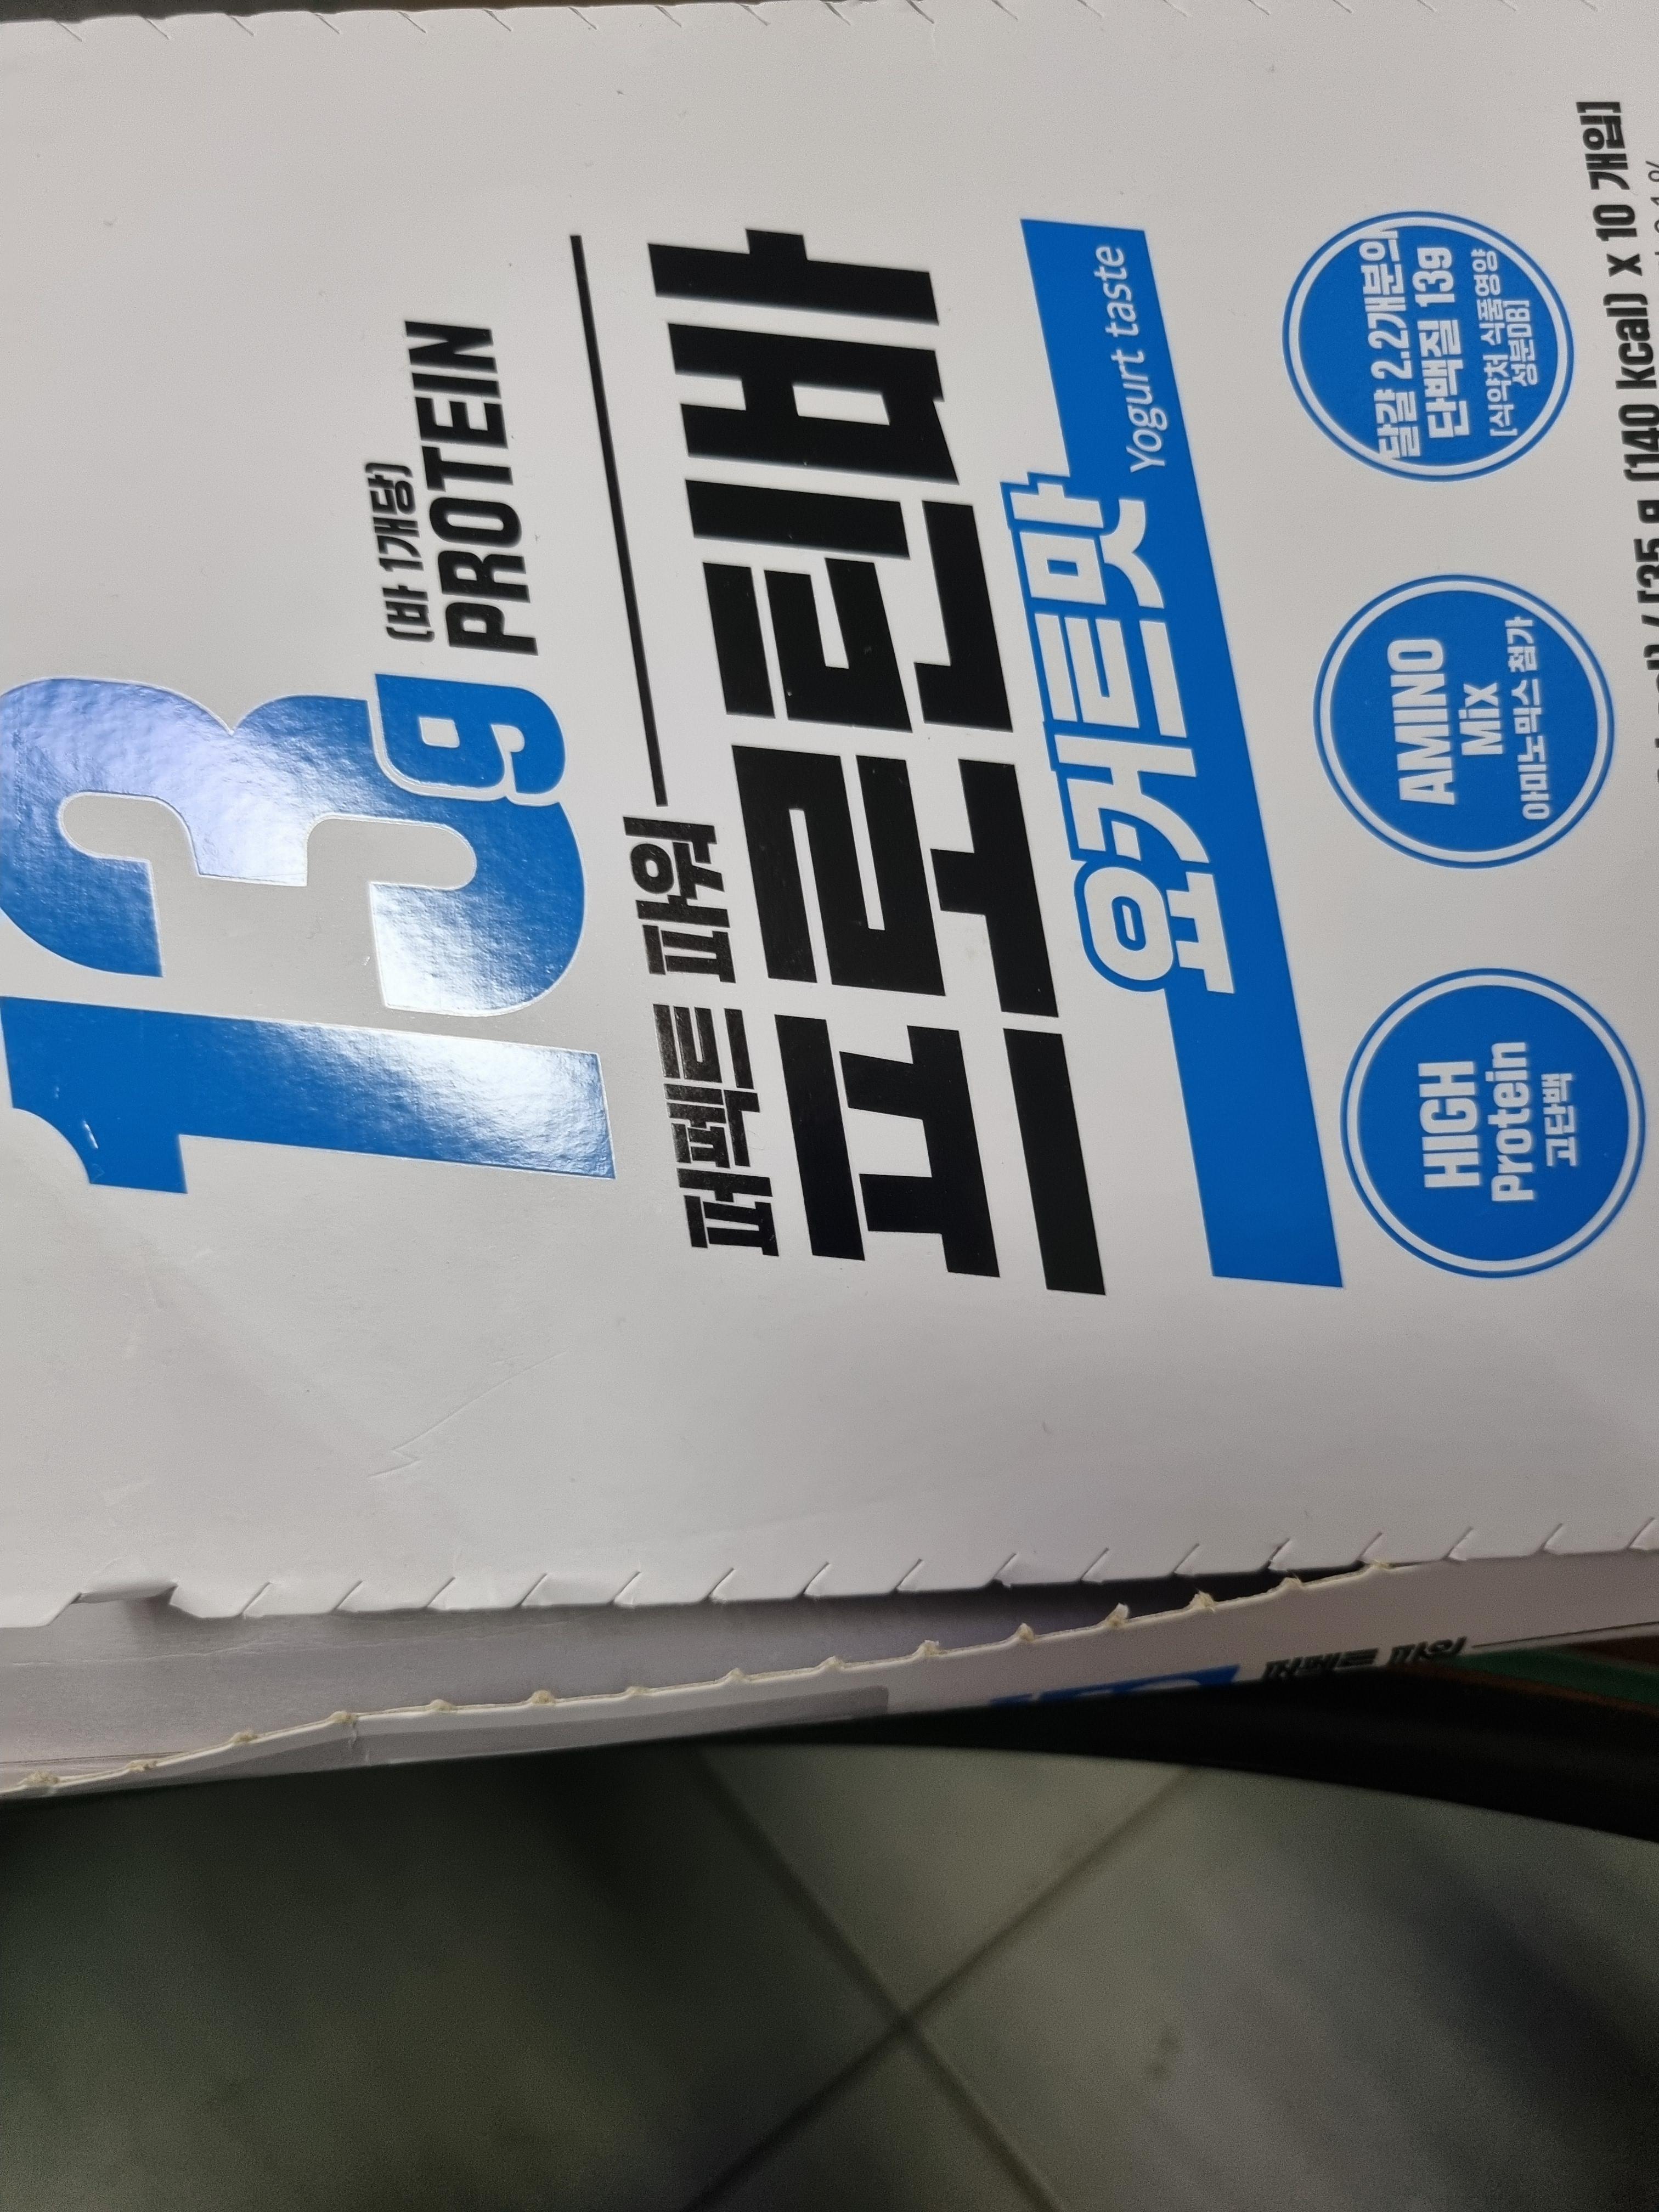 13g
(바 1개당)
PROTEIN
퍼펙트 파워
프로틴바
요거트맛
Yogurt taste
HIGH
Protein
고단백
AMINO
Mix
아미노믹스 첨가
달걀 2.2개분의
단백질 13g
[식약처 식품영양
성분DB]
[35 g (140 kcal) x 10 개입]
퍼펙트 파워